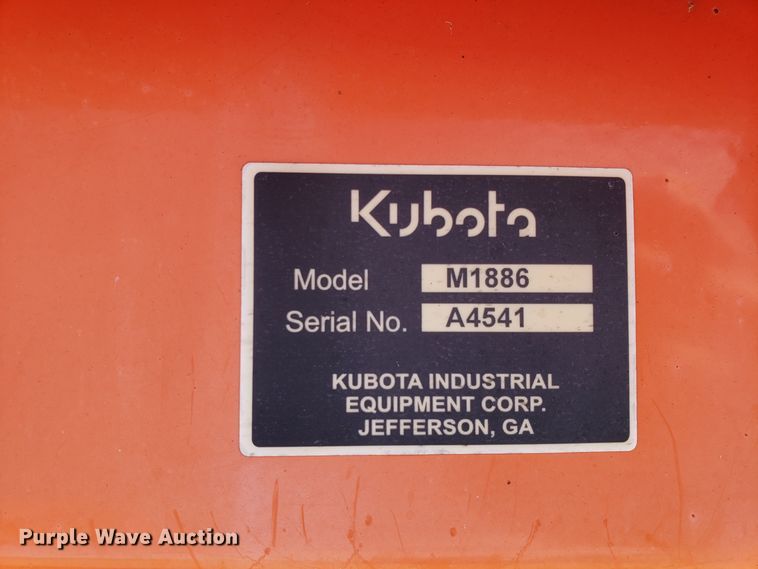 Kubota
Model M1886
Serial No. A4541
KUBOTA INDUSTRIAL
EQUIPMENT CORP.
JEFFERSON, GA
Purple Wave Auction